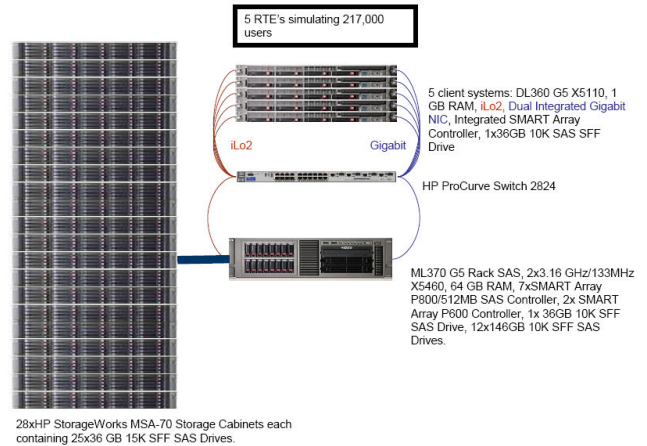 5 RTE's simulating 217,000
users
5 client systems: DL360 G5 X5110, 1
GB RAM, iLo2, Dual Integrated Gigabit
NIC, Integrated SMART Array
Controller, 1x36GB 10K SAS SFF
Drive
iLo2
Gigabit
HP ProCurve Switch 2824
ML370 G5 Rack SAS, 2x3.16 GHz/133MHz
X5460, 64 GB RAM, 7xSMART Array
P800/512MB SAS Controller, 2x SMART
Array P600 Controller, 1x 36GB 10K SFF
SAS Drive, 12x146GB 10K SFF SAS
Drives.
28xHP StorageWorks MSA-70 Storage Cabinets each
containing 25x36 GB 15K SFF SAS Drives.